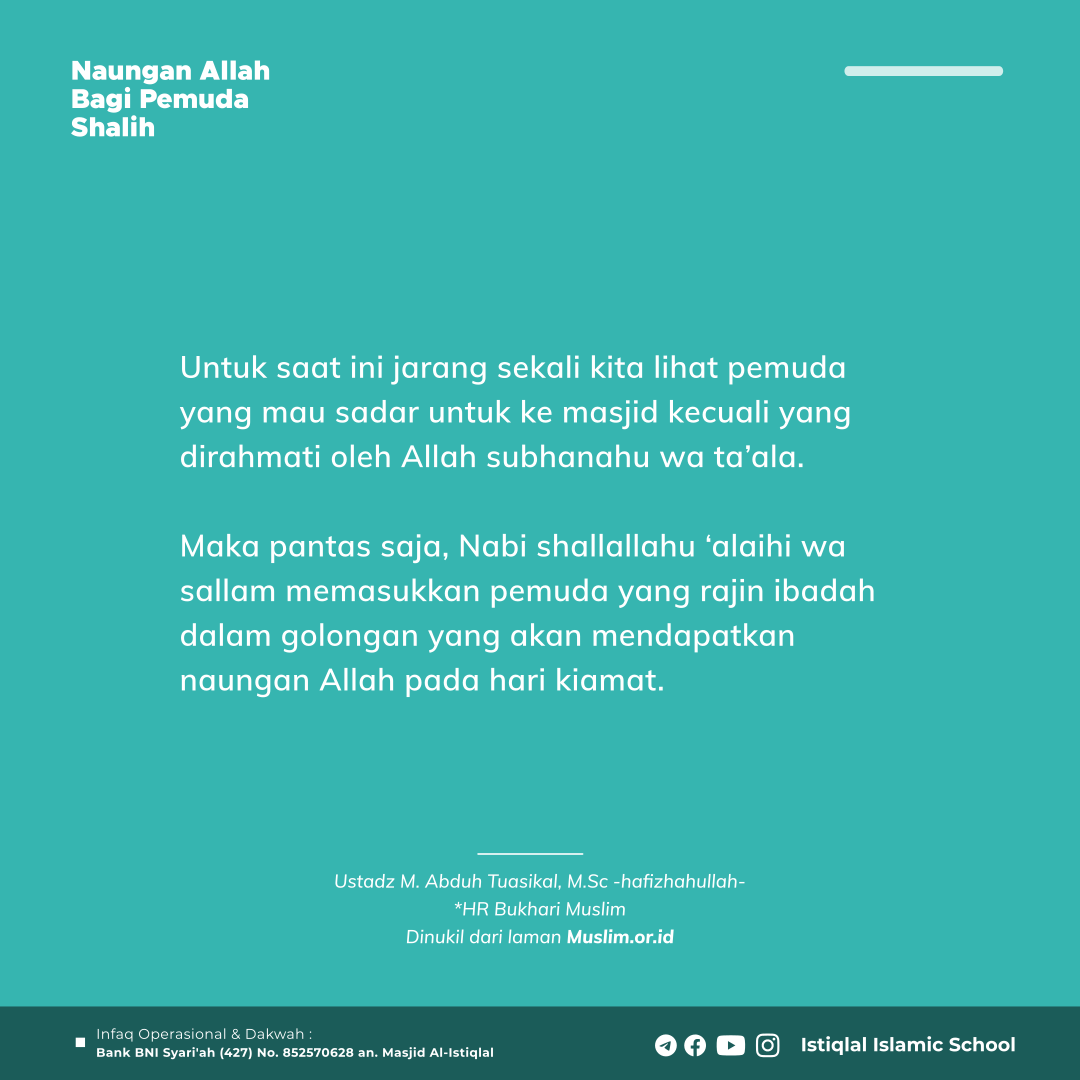 Naungan Allah
Bagi Pemuda
Shalih
Untuk saat ini jarang sekali kita lihat pemuda
yang mau sadar untuk ke masjid kecuali yang
dirahmati oleh Allah subhanahu wa ta’ala.
Maka pantas saja, Nabi shallallahu ‘alaihi wa
sallam memasukkan pemuda yang rajin ibadah
dalam golongan yang akan mendapatkan
naungan Allah pada hari kiamat.
Ustadz M. Abduh Tuasikal, M.Sc -hafizhahullah-
*HR Bukhari Muslim
Dinukil dari laman Muslim.or.id
Infaq Operasional & Dakwah :
Bank BNI Syari'ah (427) No. 852570628 an. Masjid Al-Istiqlal
Istiqlal Islamic School